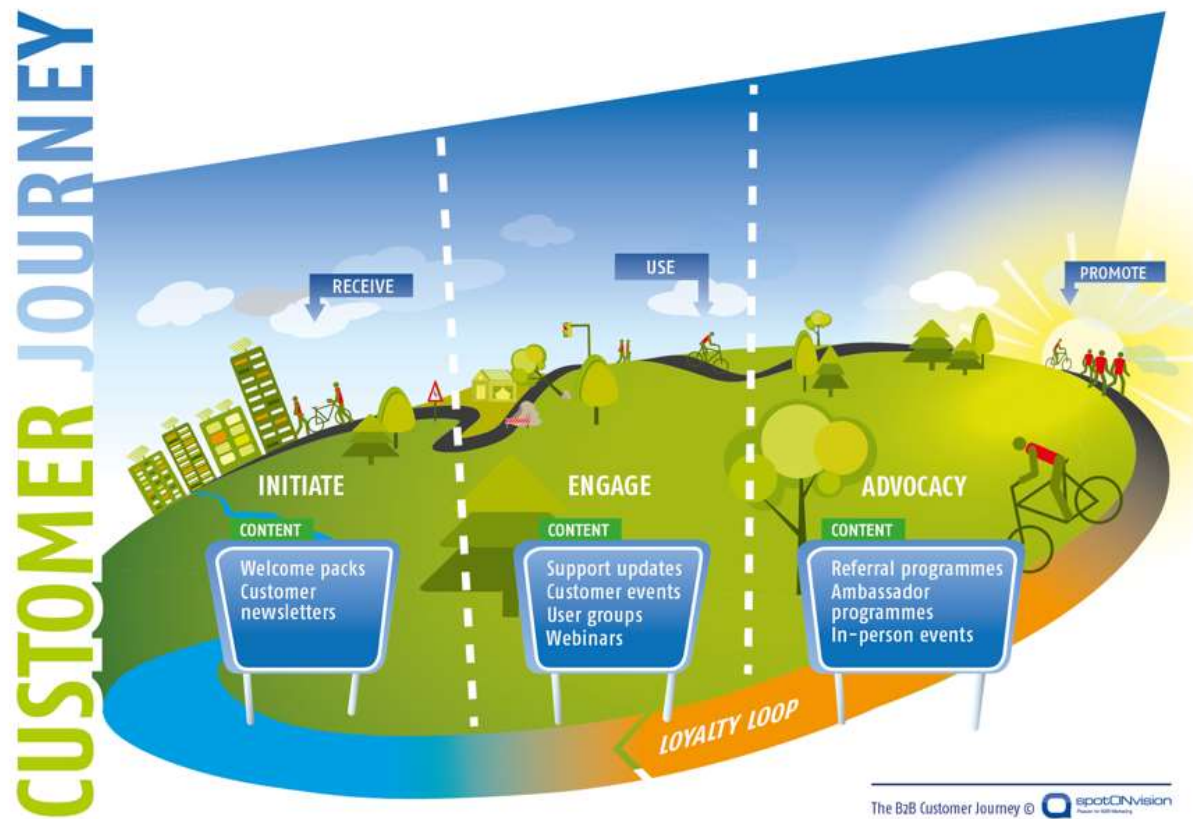 CUSTOMER JOURNEY
RECEIVE
USE
PROMOTE
INITIATE
ENGAGE
ADVOCACY
CONTENT
Welcome packs
Customer
newsletters
CONTENT
Support updates
Customer events
User groups
Webinars
CONTENT
Referral programmes
Ambassador
programmes
In-person events
LOYALTY LOOP
The B2B Customer Journey ©
spotONvision